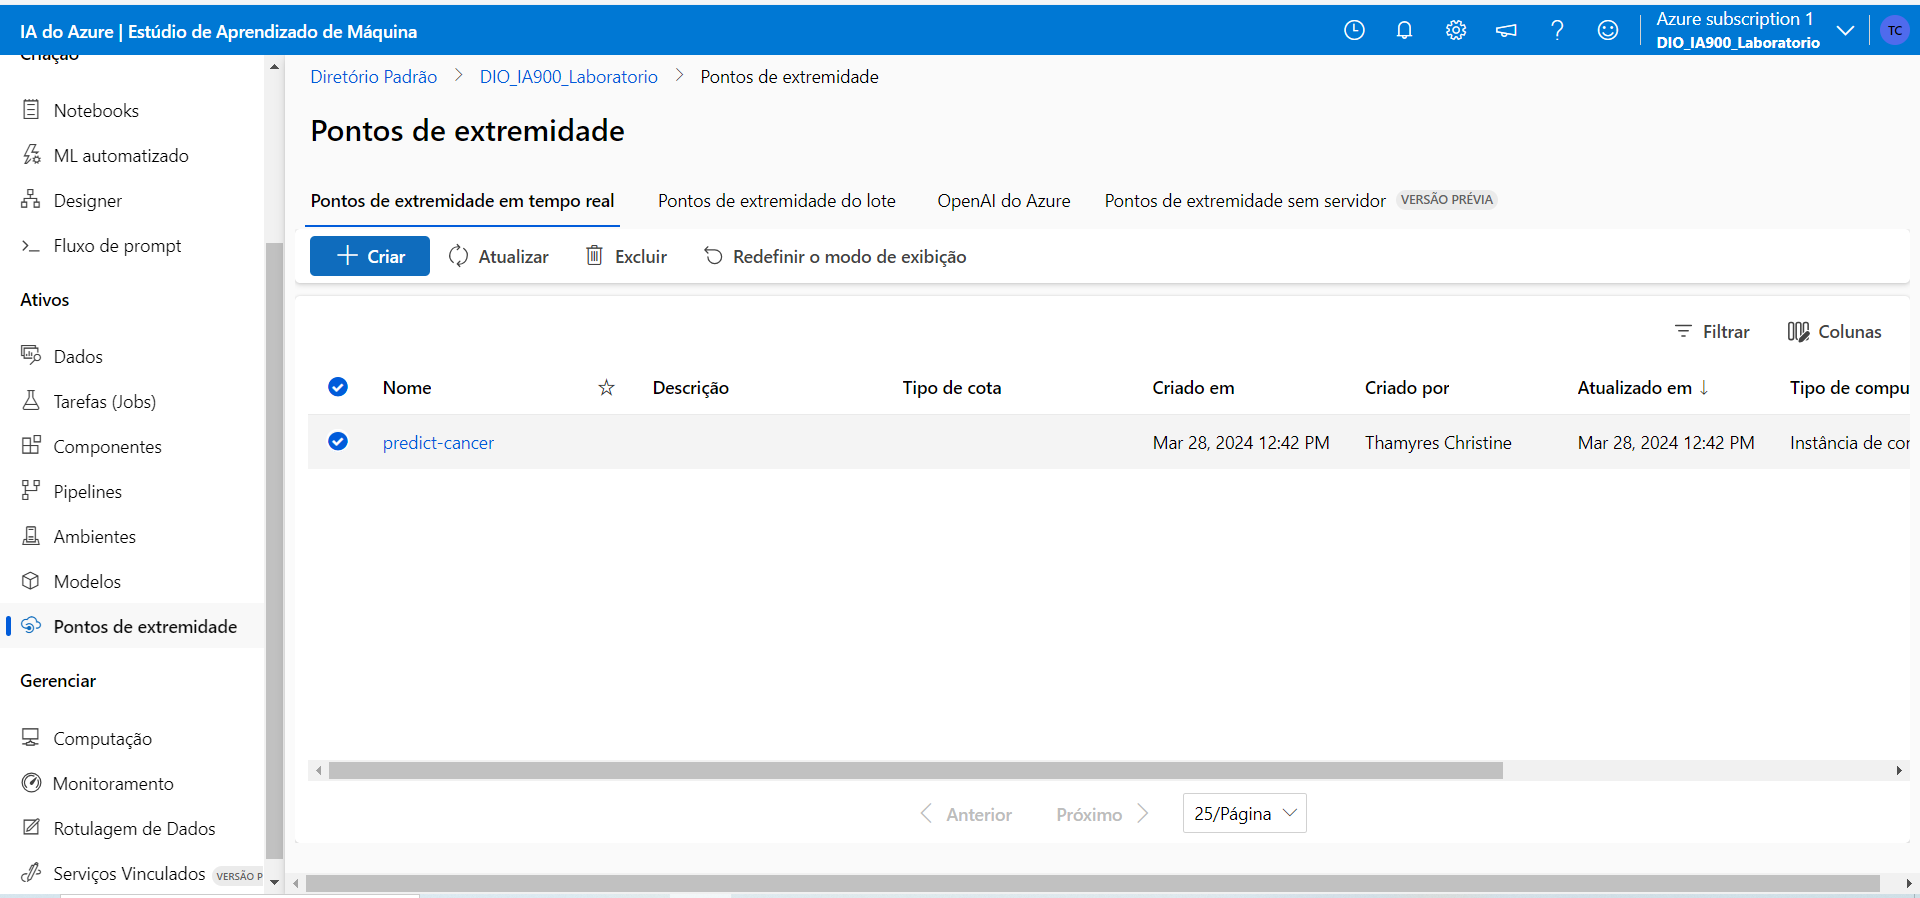 IA do Azure | Estúdio de Aprendizado de Máquina
Azure subscription 1
DIO_IA900_Laboratorio
TC
Criação
Notebooks
ML automatizado
Designer
Fluxo de prompt
Ativos
Dados
Tarefas (Jobs)
Componentes
Pipelines
Ambientes
Modelos
Pontos de extremidade
Gerenciar
Computação
Monitoramento
Rotulagem de Dados
Serviços Vinculados VERSÃO P
Diretório Padrão > DIO_IA900_Laboratorio > Pontos de extremidade
Pontos de extremidade
Pontos de extremidade em tempo real Pontos de extremidade do lote OpenAI do Azure Pontos de extremidade sem servidor VERSÃO PRÉVIA
Criar Atualizar Excluir Redefinir o modo de exibição
Filtrar Colunas
Nome Descrição Tipo de cota Criado em Criado por Atualizado em ↓ Tipo de compu
predict-cancer Mar 28, 2024 12:42 PM Thamyres Christine Mar 28, 2024 12:42 PM Instância de cor
Anterior Próximo 25/Página